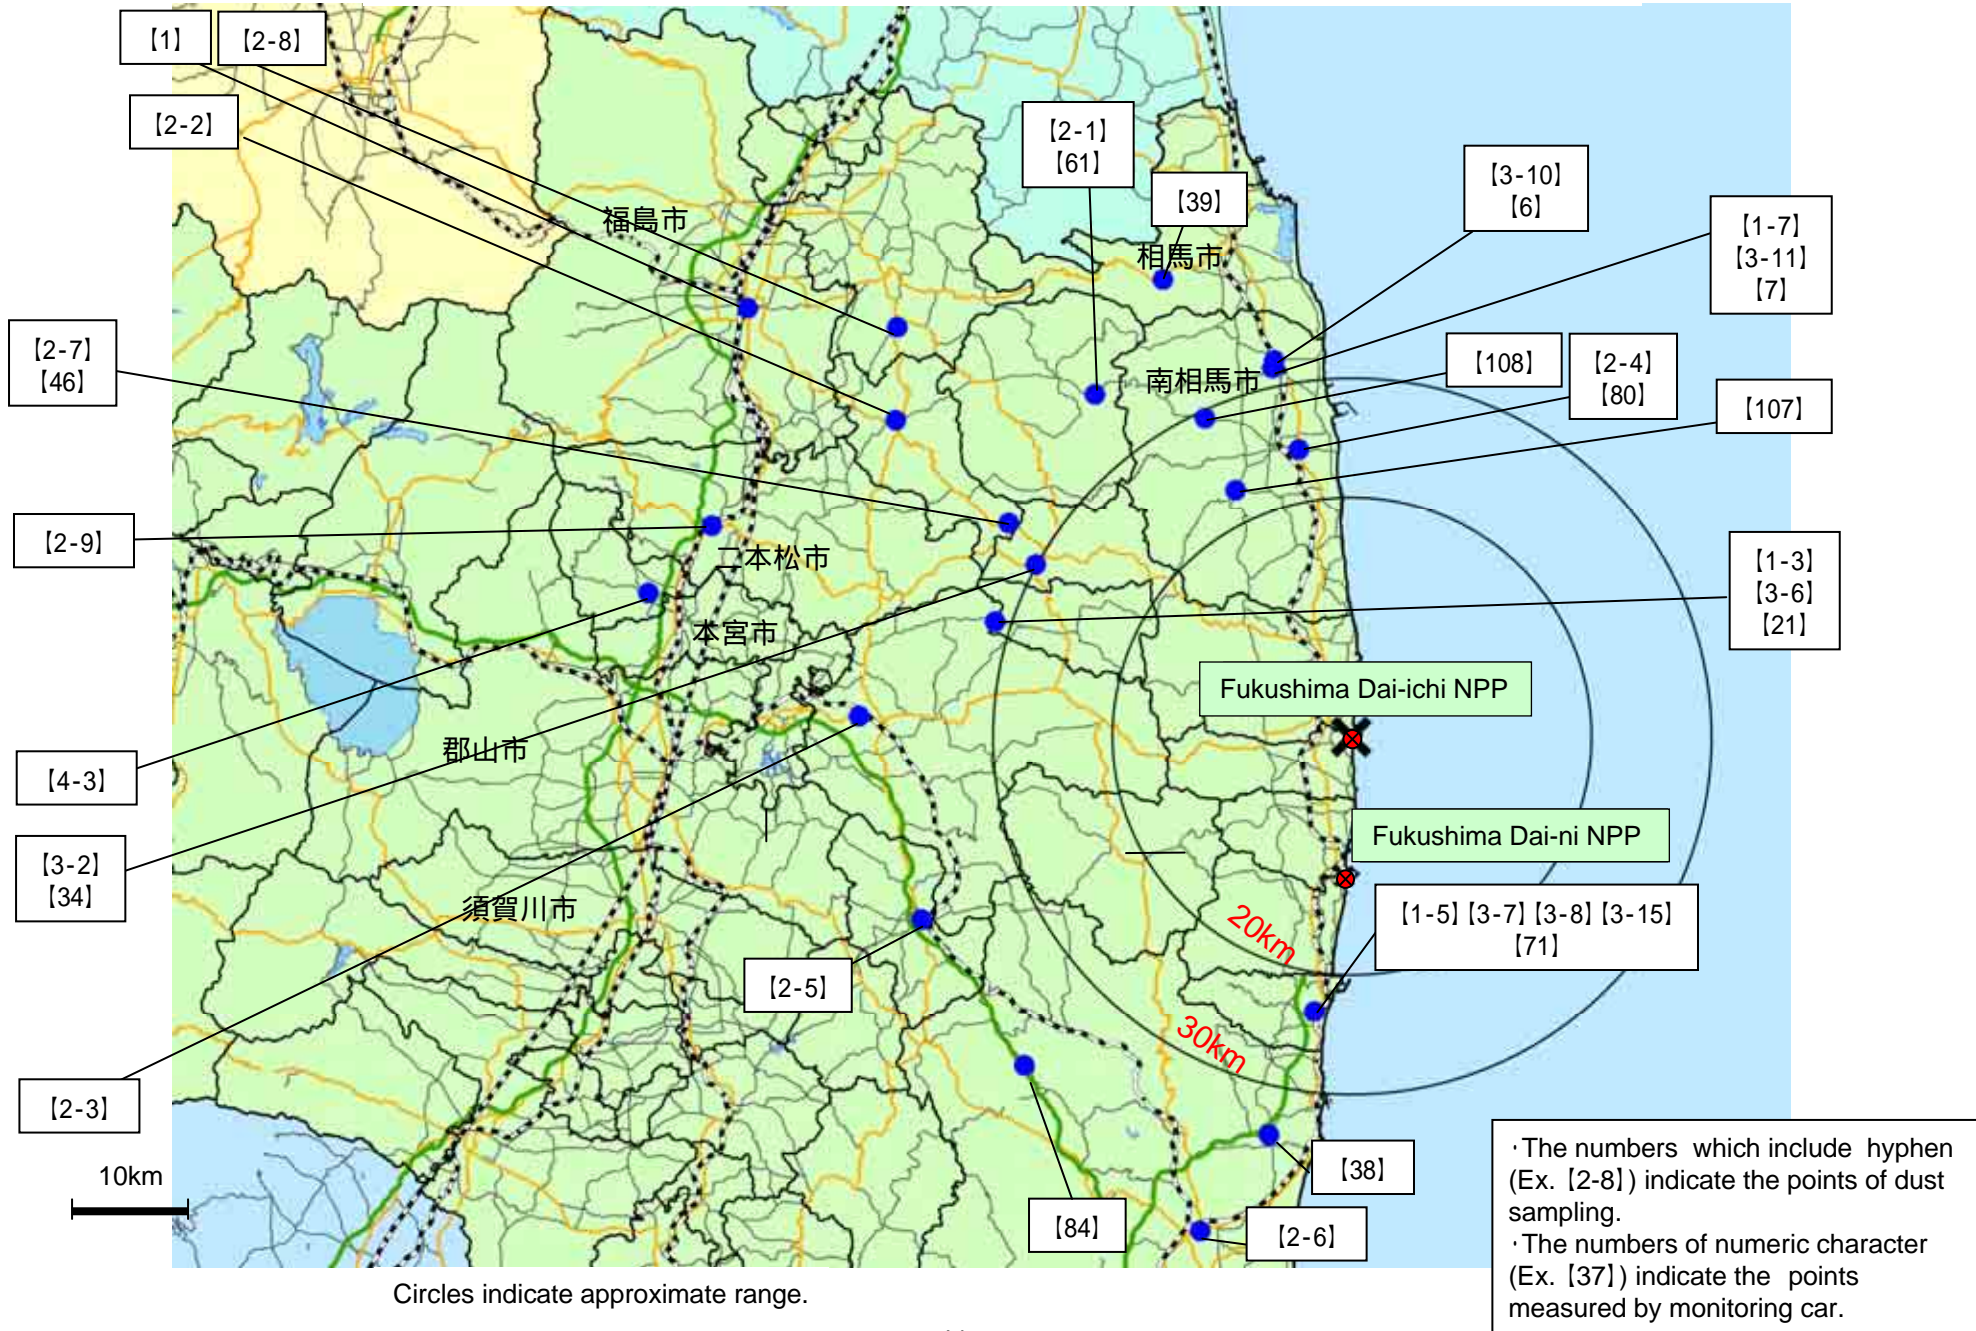 【1】
【2-8】
【2-2】
【2-1】
【61】
【39】
【3-10】
【6】
【1-7】
【3-11】
【7】
福島市
相馬市
【2-7】
【46】
南相馬市
【108】
【2-4】
【80】
【107】
【2-9】
二本松市
【1-3】
【3-6】
【21】
本宮市
Fukushima Dai-ichi NPP
郡山市
【4-3】
Fukushima Dai-ni NPP
【3-2】
【34】
須賀川市
【1-5】【3-7】【3-8】【3-15】
【71】
20km
【2-5】
30km
【2-3】
10km
【38】
【84】
【2-6】
·The numbers which include hyphen
(Ex.【2-8】) indicate the points of dust
sampling.
·The numbers of numeric character
(Ex.【37】) indicate the points
measured by monitoring car.
Circles indicate approximate range.